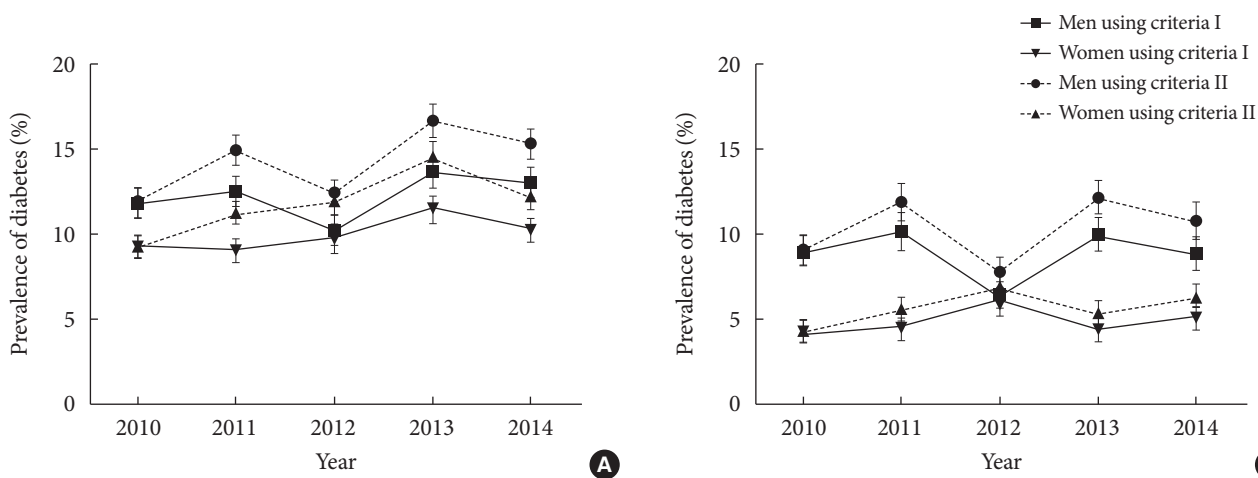 Men using criteria I
Women using criteria I
Men using criteria II
Women using criteria II
Prevalence of diabetes (%)
20
15
10
5
0
2010 2011 2012 2013 2014
Year
A
Prevalence of diabetes (%)
20
15
10
5
0
2010 2011 2012 2013 2014
Year